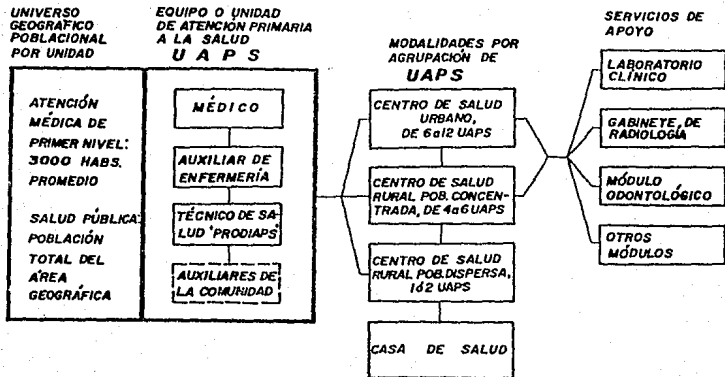 UNIVERSO
GEOGRÁFICO
POBLACIONAL
POR UNIDAD
EQUIPO O UNIDAD
DE ATENCIÓN PRIMARIA
A LA SALUD
UAPS
ATENCIÓN
MÉDICA DE
PRIMER NIVEL:
3000 HABS.
PROMEDIO
SALUD PÚBLICA:
POBLACIÓN
TOTAL DEL
ÁREA
GEOGRÁFICA
MÉDICO
AUXILIAR DE
ENFERMERÍA
TÉCNICO DE SA-
LUD "PRODIAPS"
AUXILIARES DE
LA COMUNIDAD
MODALIDADES POR
AGRUPACIÓN DE
UAPS
CENTRO DE SALUD
URBANO,
DE 6 a 12 UAPS
CENTRO DE SALUD
RURAL POB. CONCEN-
TRADA, DE 4 a 6 UAPS
CENTRO DE SALUD
RURAL POB. DISPERSA,
1 ó 2 UAPS
CASA DE SALUD
SERVICIOS DE
APOYO
LABORATORIO
CLÍNICO
GABINETE, DE
RADIOLOGÍA
MÓDULO
ODONTOLÓGICO
OTROS
MÓDULOS